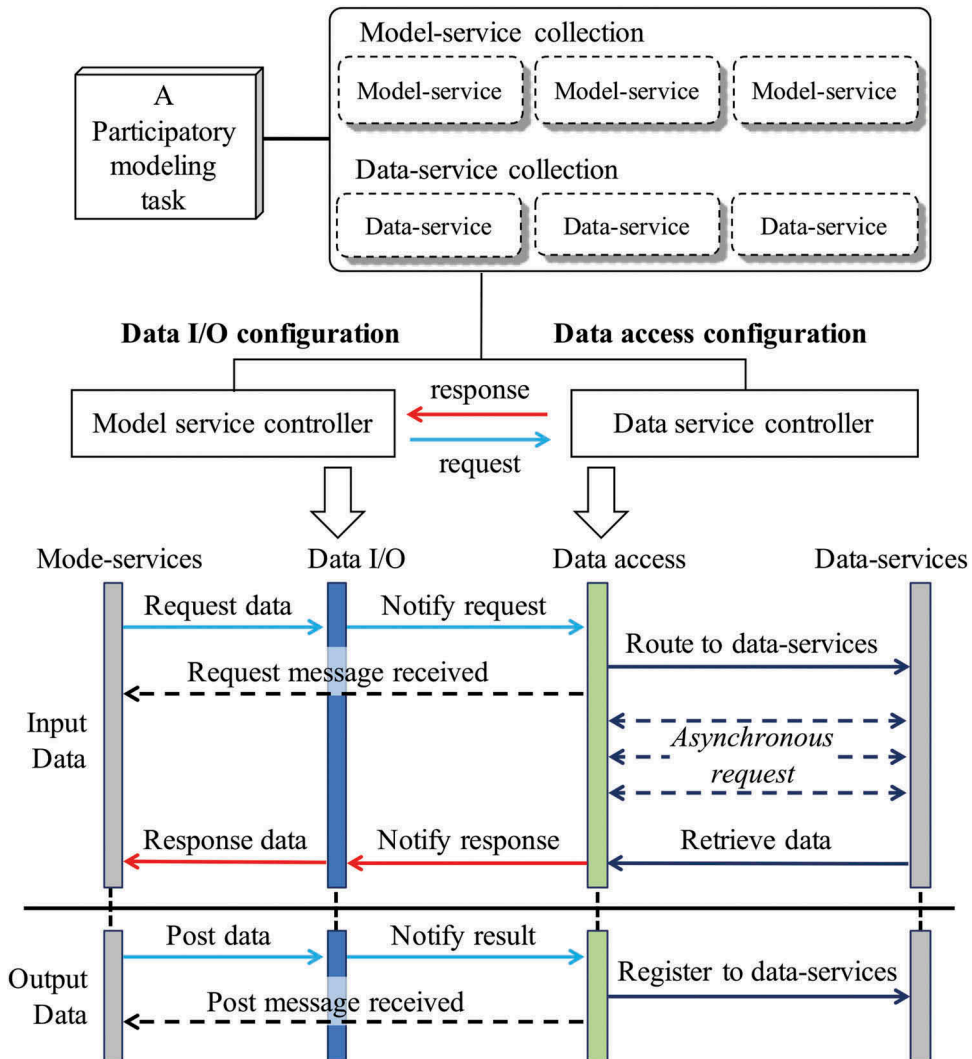 Model-service collection
A
Participatory
modeling
task
Model-service
Model-service
Model-service
Data-service collection
Data-service
Data-service
Data-service
Data I/O configuration
Data access configuration
Model service controller
response
request
Data service controller
Mode-services
Data I/O
Data access
Data-services
Request data
Notify request
Route to data-services
Request message received
Input
Data
Asynchronous
request
Response data
Notify response
Retrieve data
Post data
Notify result
Register to data-services
Output
Data
Post message received